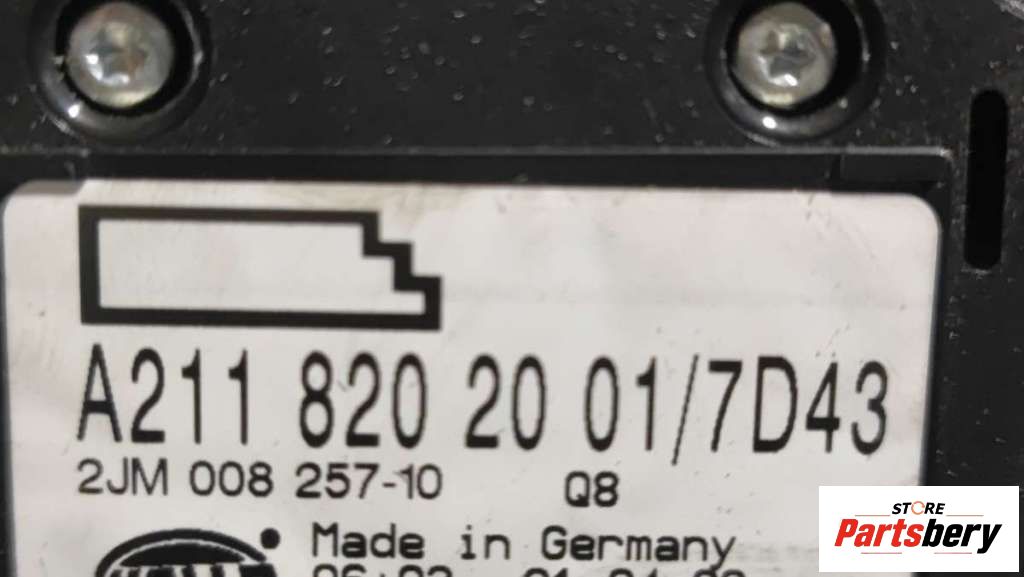 A211 820 20 01/7D43
2JM 008 257-10 Q8
Made in Germany
STORE
Partsbery